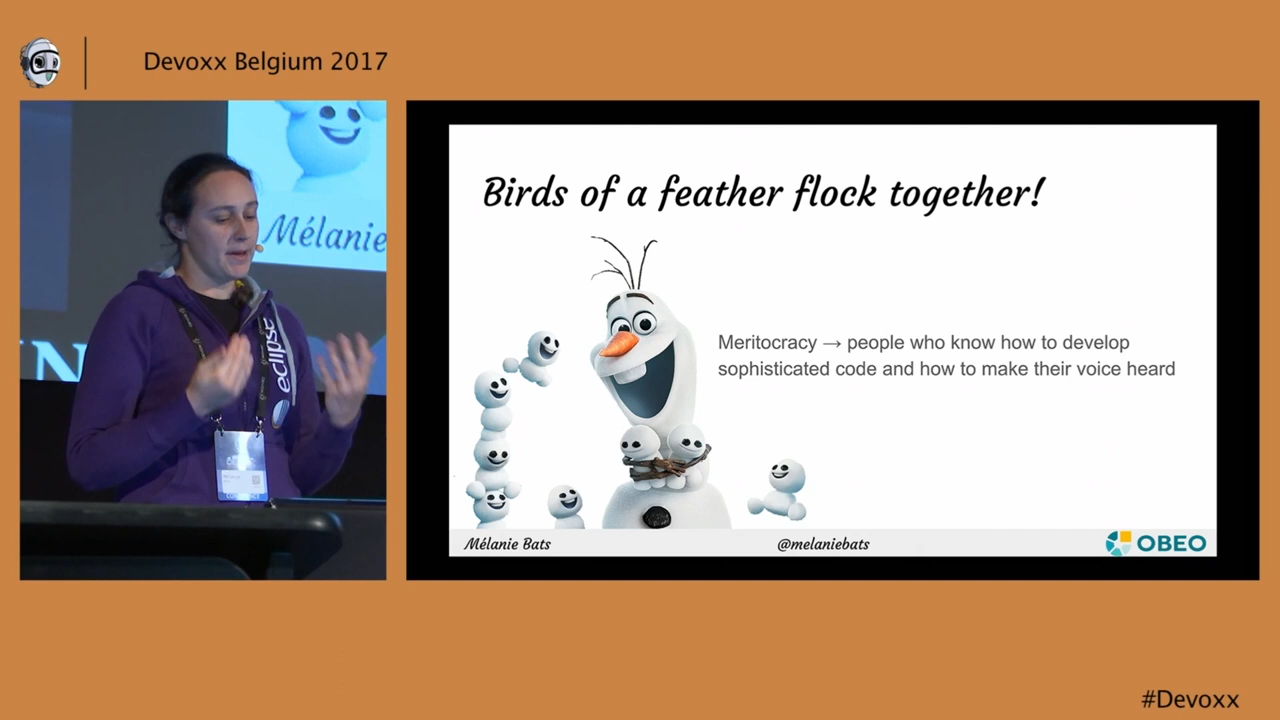 Devoxx Belgium 2017
Mélanie
eclipse
Birds of a feather flock together!
Meritocracy → people who know how to develop
sophisticated code and how to make their voice heard
Mélanie Bats
@melaniebats
OBEO
#Devoxx